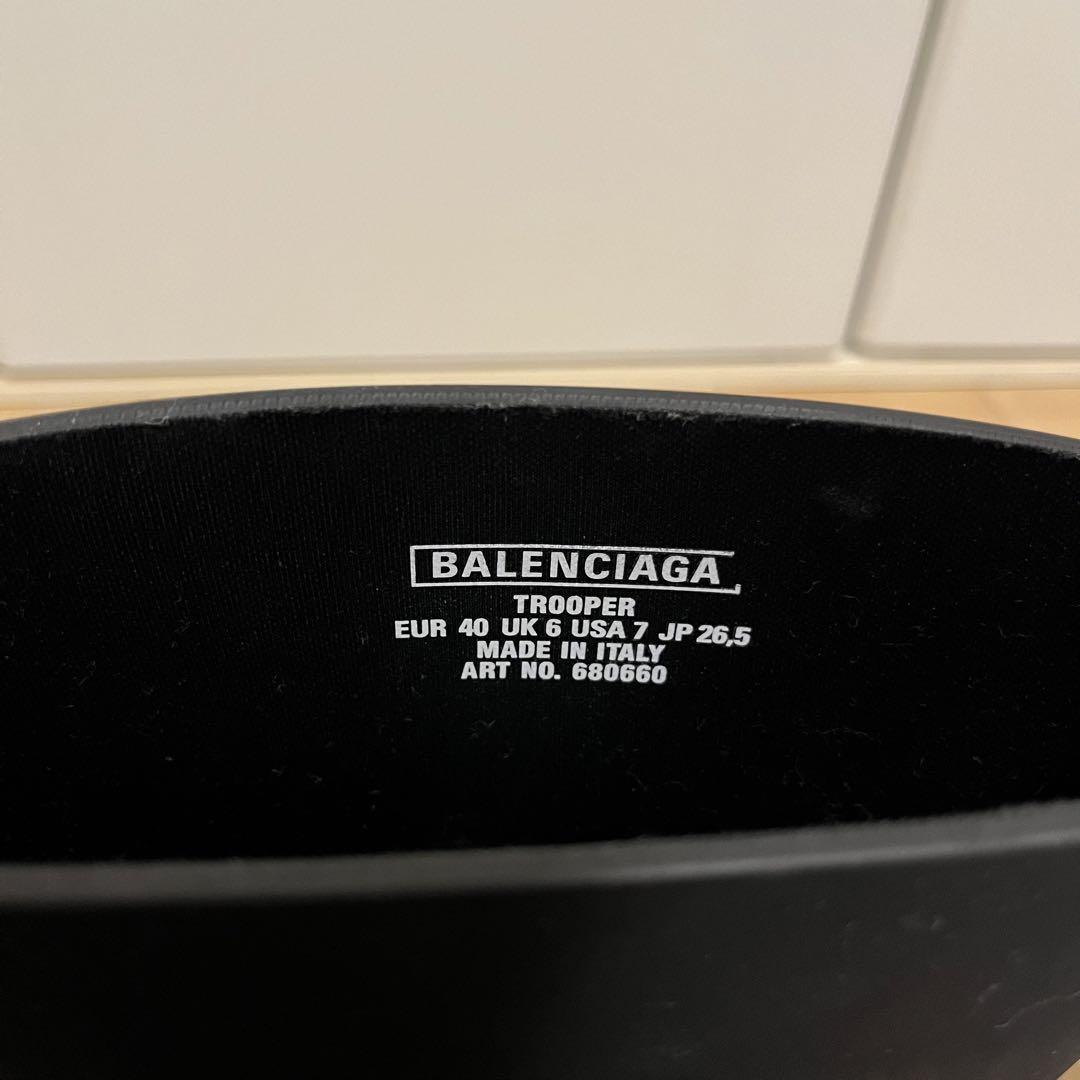 BALENCIAGA
TROOPER
EUR 40 UK 6 USA 7 JP 26,5
MADE IN ITALY
ART NO. 680660